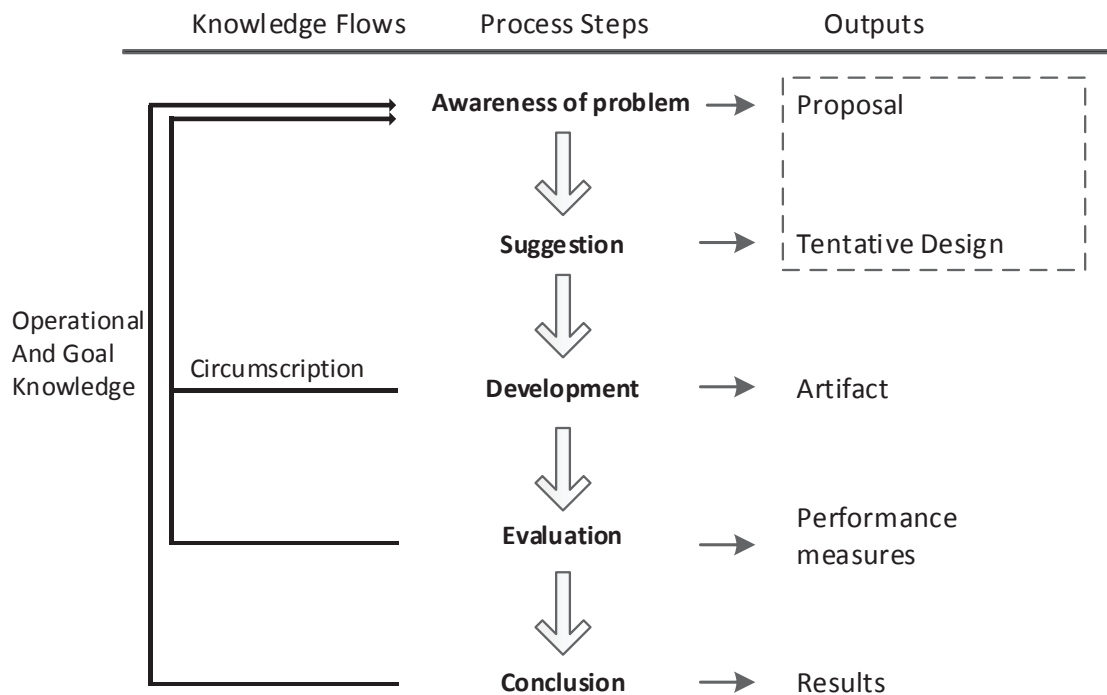 Knowledge Flows
Process Steps
Outputs
Awareness of problem
Proposal
Suggestion
Tentative Design
Operational
And Goal
Knowledge
Circumscription
Development
Artifact
Evaluation
Performance
measures
Conclusion
Results